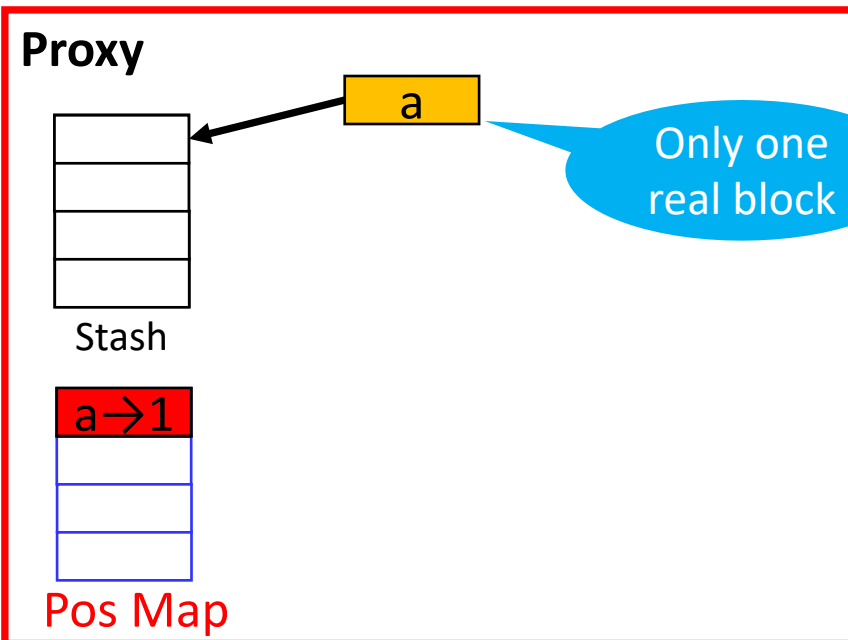 Proxy
a
Only one
real block
Stash
a→1
Pos Map